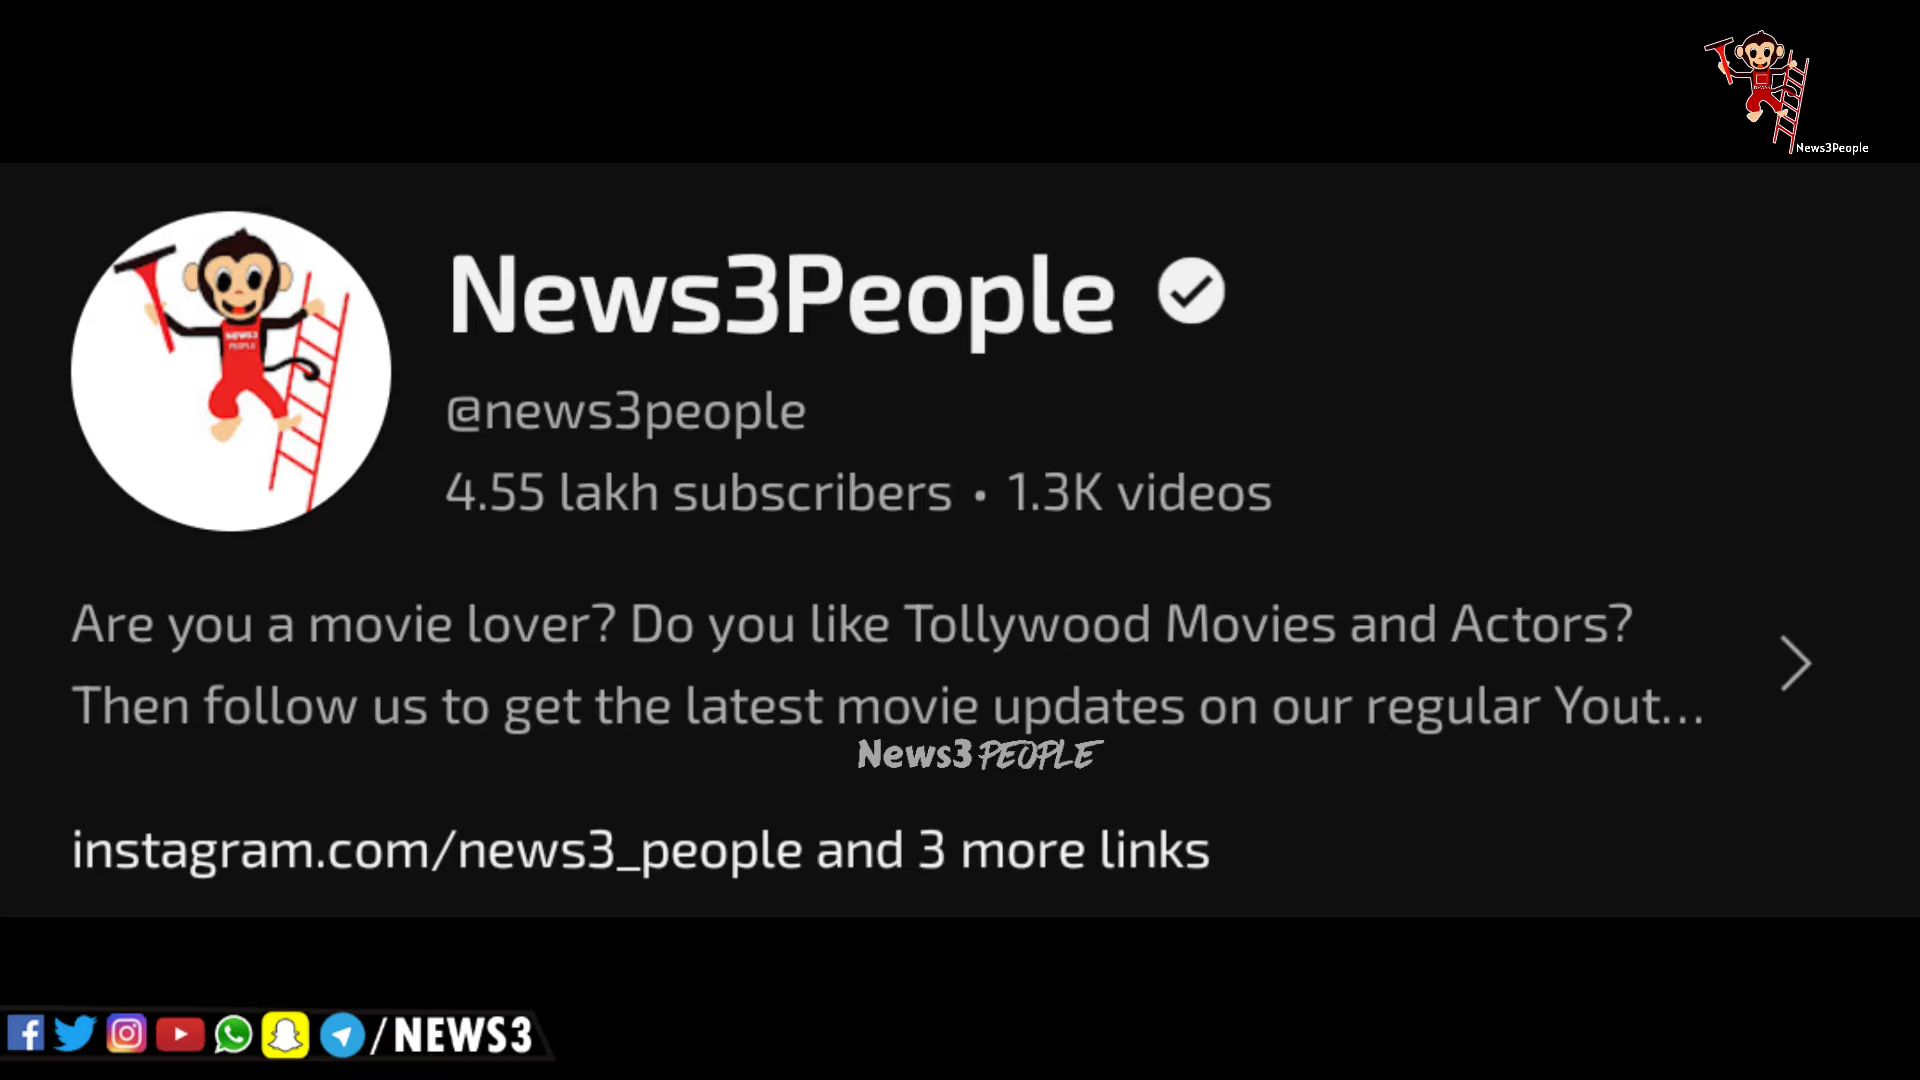 News3People
NEWS3
PEOPLE
News3People
@news3people
4.55 lakh subscribers • 1.3K videos
Are you a movie lover? Do you like Tollywood Movies and Actors?
Then follow us to get the latest movie updates on our regular Yout...
News3 PEOPLE
instagram.com/news3_people and 3 more links
/NEWS3